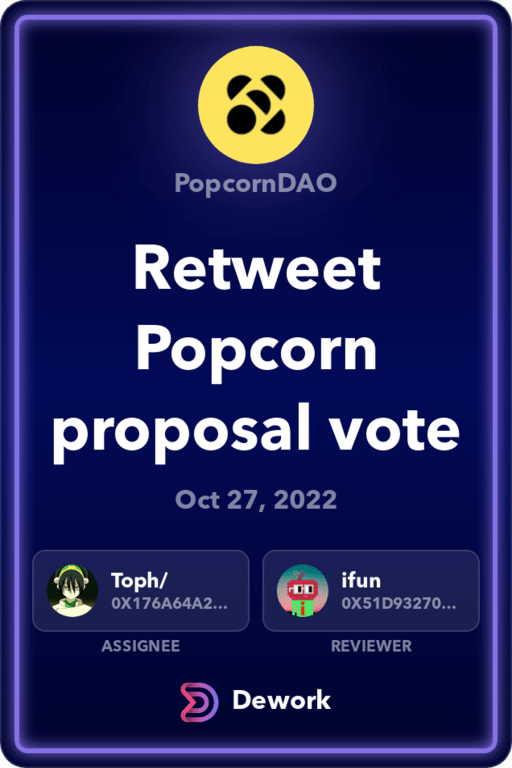 PopcornDAO
Retweet
Popcorn
proposal vote
Oct 27, 2022
Toph/
0X176A64A2...
ASSIGNEE
ifun
0X51D93270...
REVIEWER
Dework